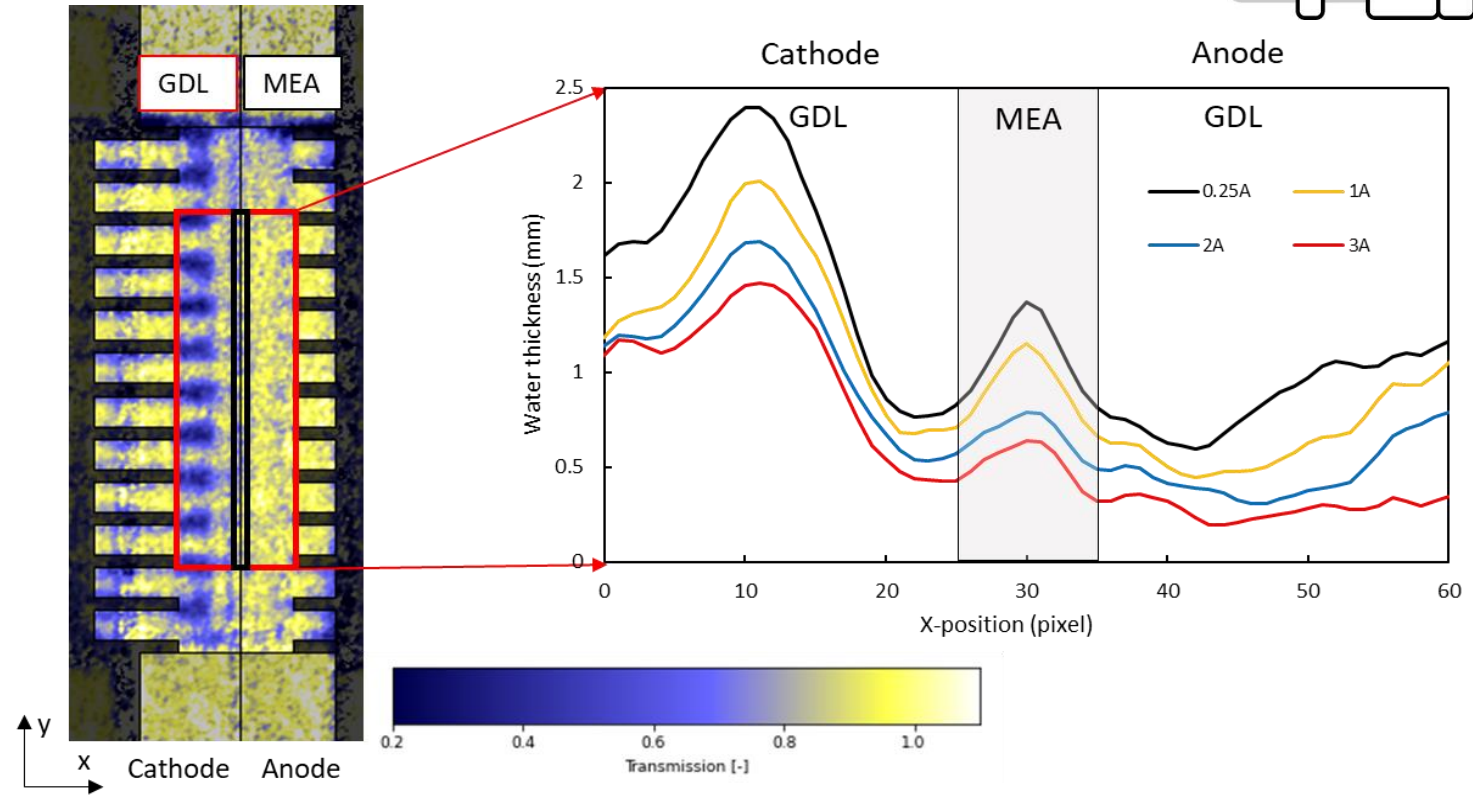 GDL MEA
Cathode Anode
2.5
2
1.5
1
0.5
0
Water thickness (mm)
GDL MEA GDL
0.25A 1A
2A 3A
0 10 20 30 40 50 60
X-position (pixel)
0.2 0.4 0.6 0.8 1.0
Transmission [-]
y
x
Cathode Anode